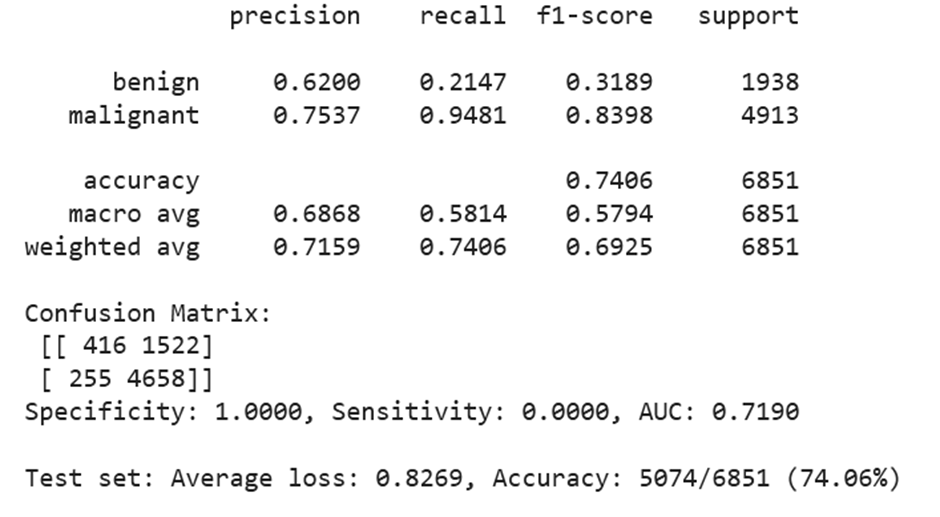 precision recall f1-score support
benign 0.6200 0.2147 0.3189 1938
malignant 0.7537 0.9481 0.8398 4913
accuracy 0.7406 6851
macro avg 0.6868 0.5814 0.5794 6851
weighted avg 0.7159 0.7406 0.6925 6851
Confusion Matrix:
[[ 416 1522]
[ 255 4658]]
Specificity: 1.0000, Sensitivity: 0.0000, AUC: 0.7190
Test set: Average loss: 0.8269, Accuracy: 5074/6851 (74.06%)